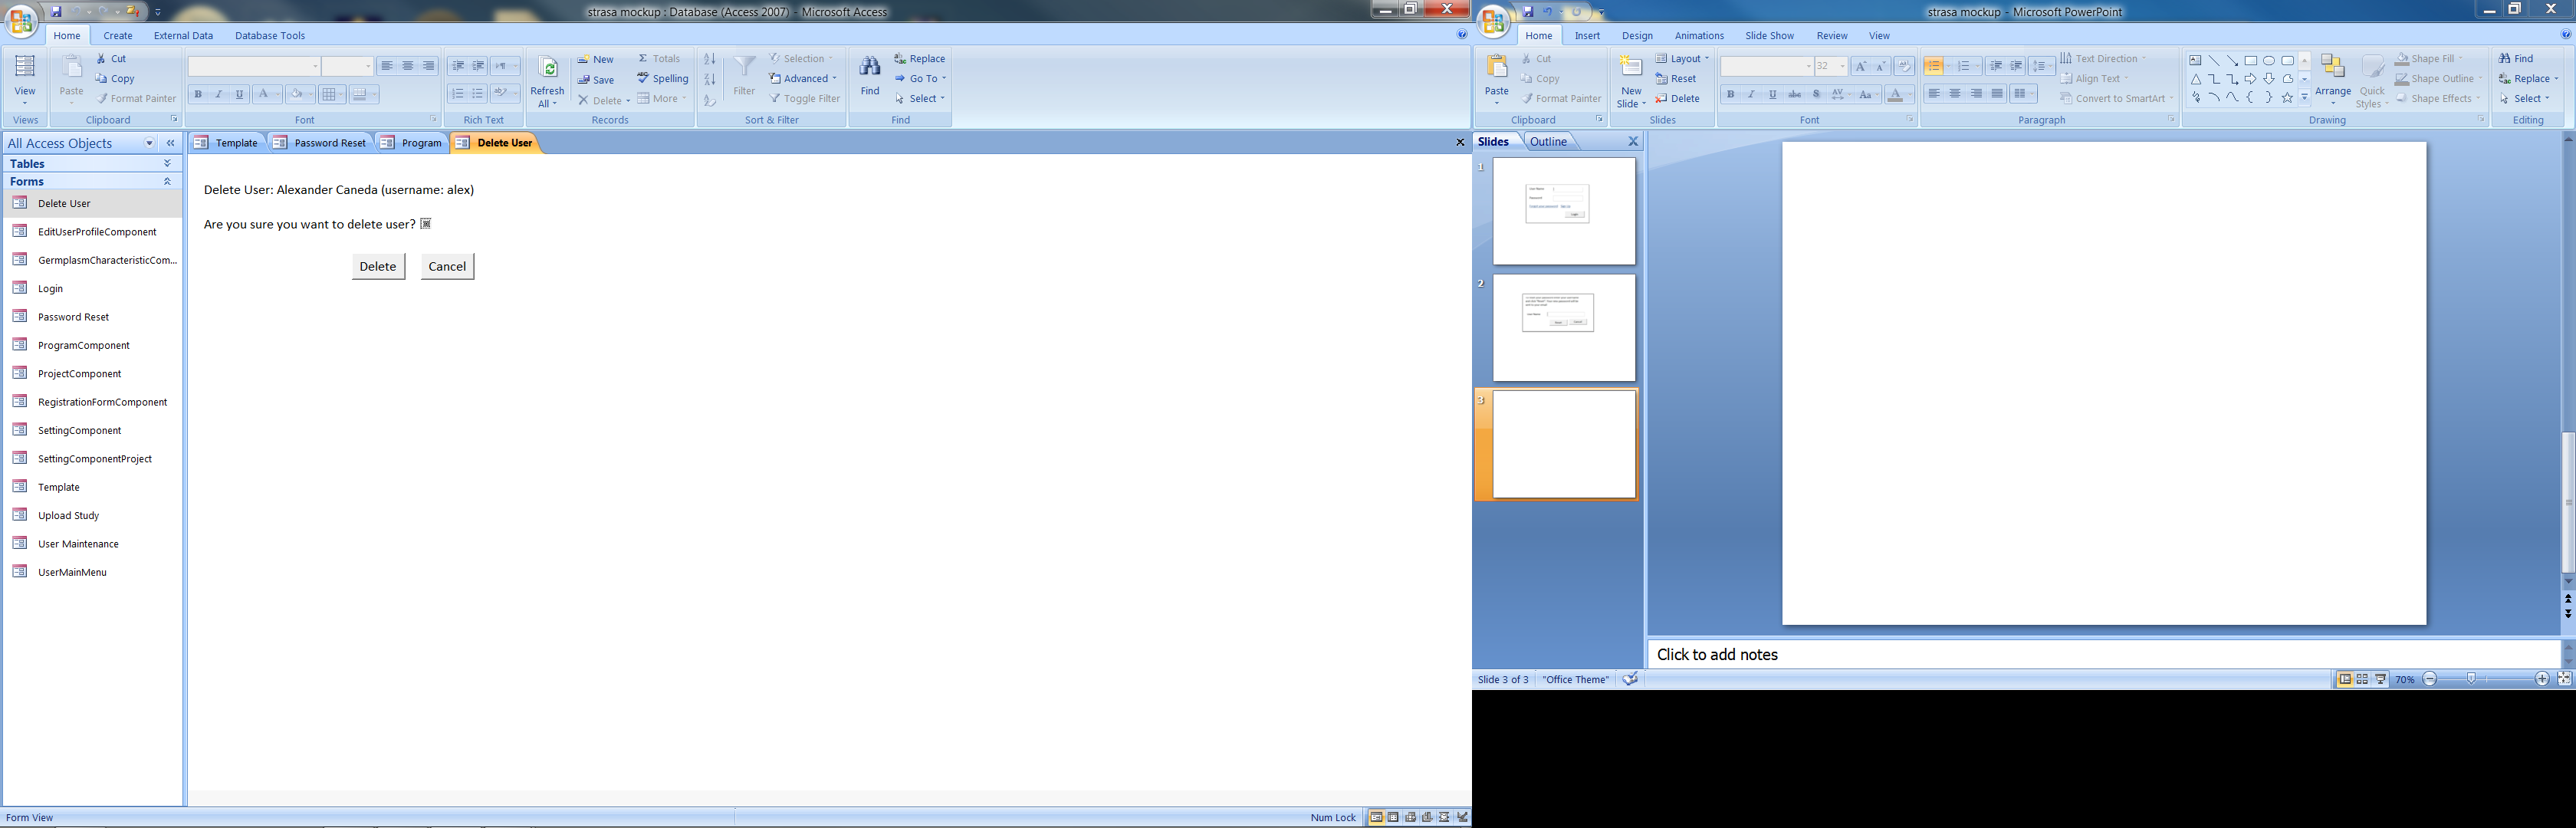 strasa mockup : Database (Access 2007) - Microsoft Access
Home Create External Data Database Tools
View
Paste
Cut
Copy
Format Painter
Refresh All
New
Save
Delete
Totals
Spelling
More
Filter
Selection
Advanced
Toggle Filter
Find
Replace
Go To
Select
Views Clipboard Font Rich Text Records Sort & Filter Find
All Access Objects
Tables
Forms
Delete User
EditUserProfileComponent
GermplasmCharacteristicCom...
Login
Password Reset
ProgramComponent
ProjectComponent
RegistrationFormComponent
SettingComponent
SettingComponentProject
Template
Upload Study
User Maintenance
UserMainMenu
Template Password Reset Program Delete User
Delete User: Alexander Caneda (username: alex)
Are you sure you want to delete user?
Delete Cancel
Form View
Num Lock
strasa mockup - Microsoft PowerPoint
Home Insert Design Animations Slide Show Review View
Paste
Cut
Copy
Format Painter
New Slide
Layout
Reset
Delete
32
B I U abc S AV Aa A
Text Direction
Align Text
Convert to SmartArt
Arrange
Quick Styles
Shape Fill
Shape Outline
Shape Effects
Find
Replace
Select
Clipboard Slides Font Paragraph Drawing Editing
Slides Outline
1
2
3
Click to add notes
Slide 3 of 3 "Office Theme"
70%